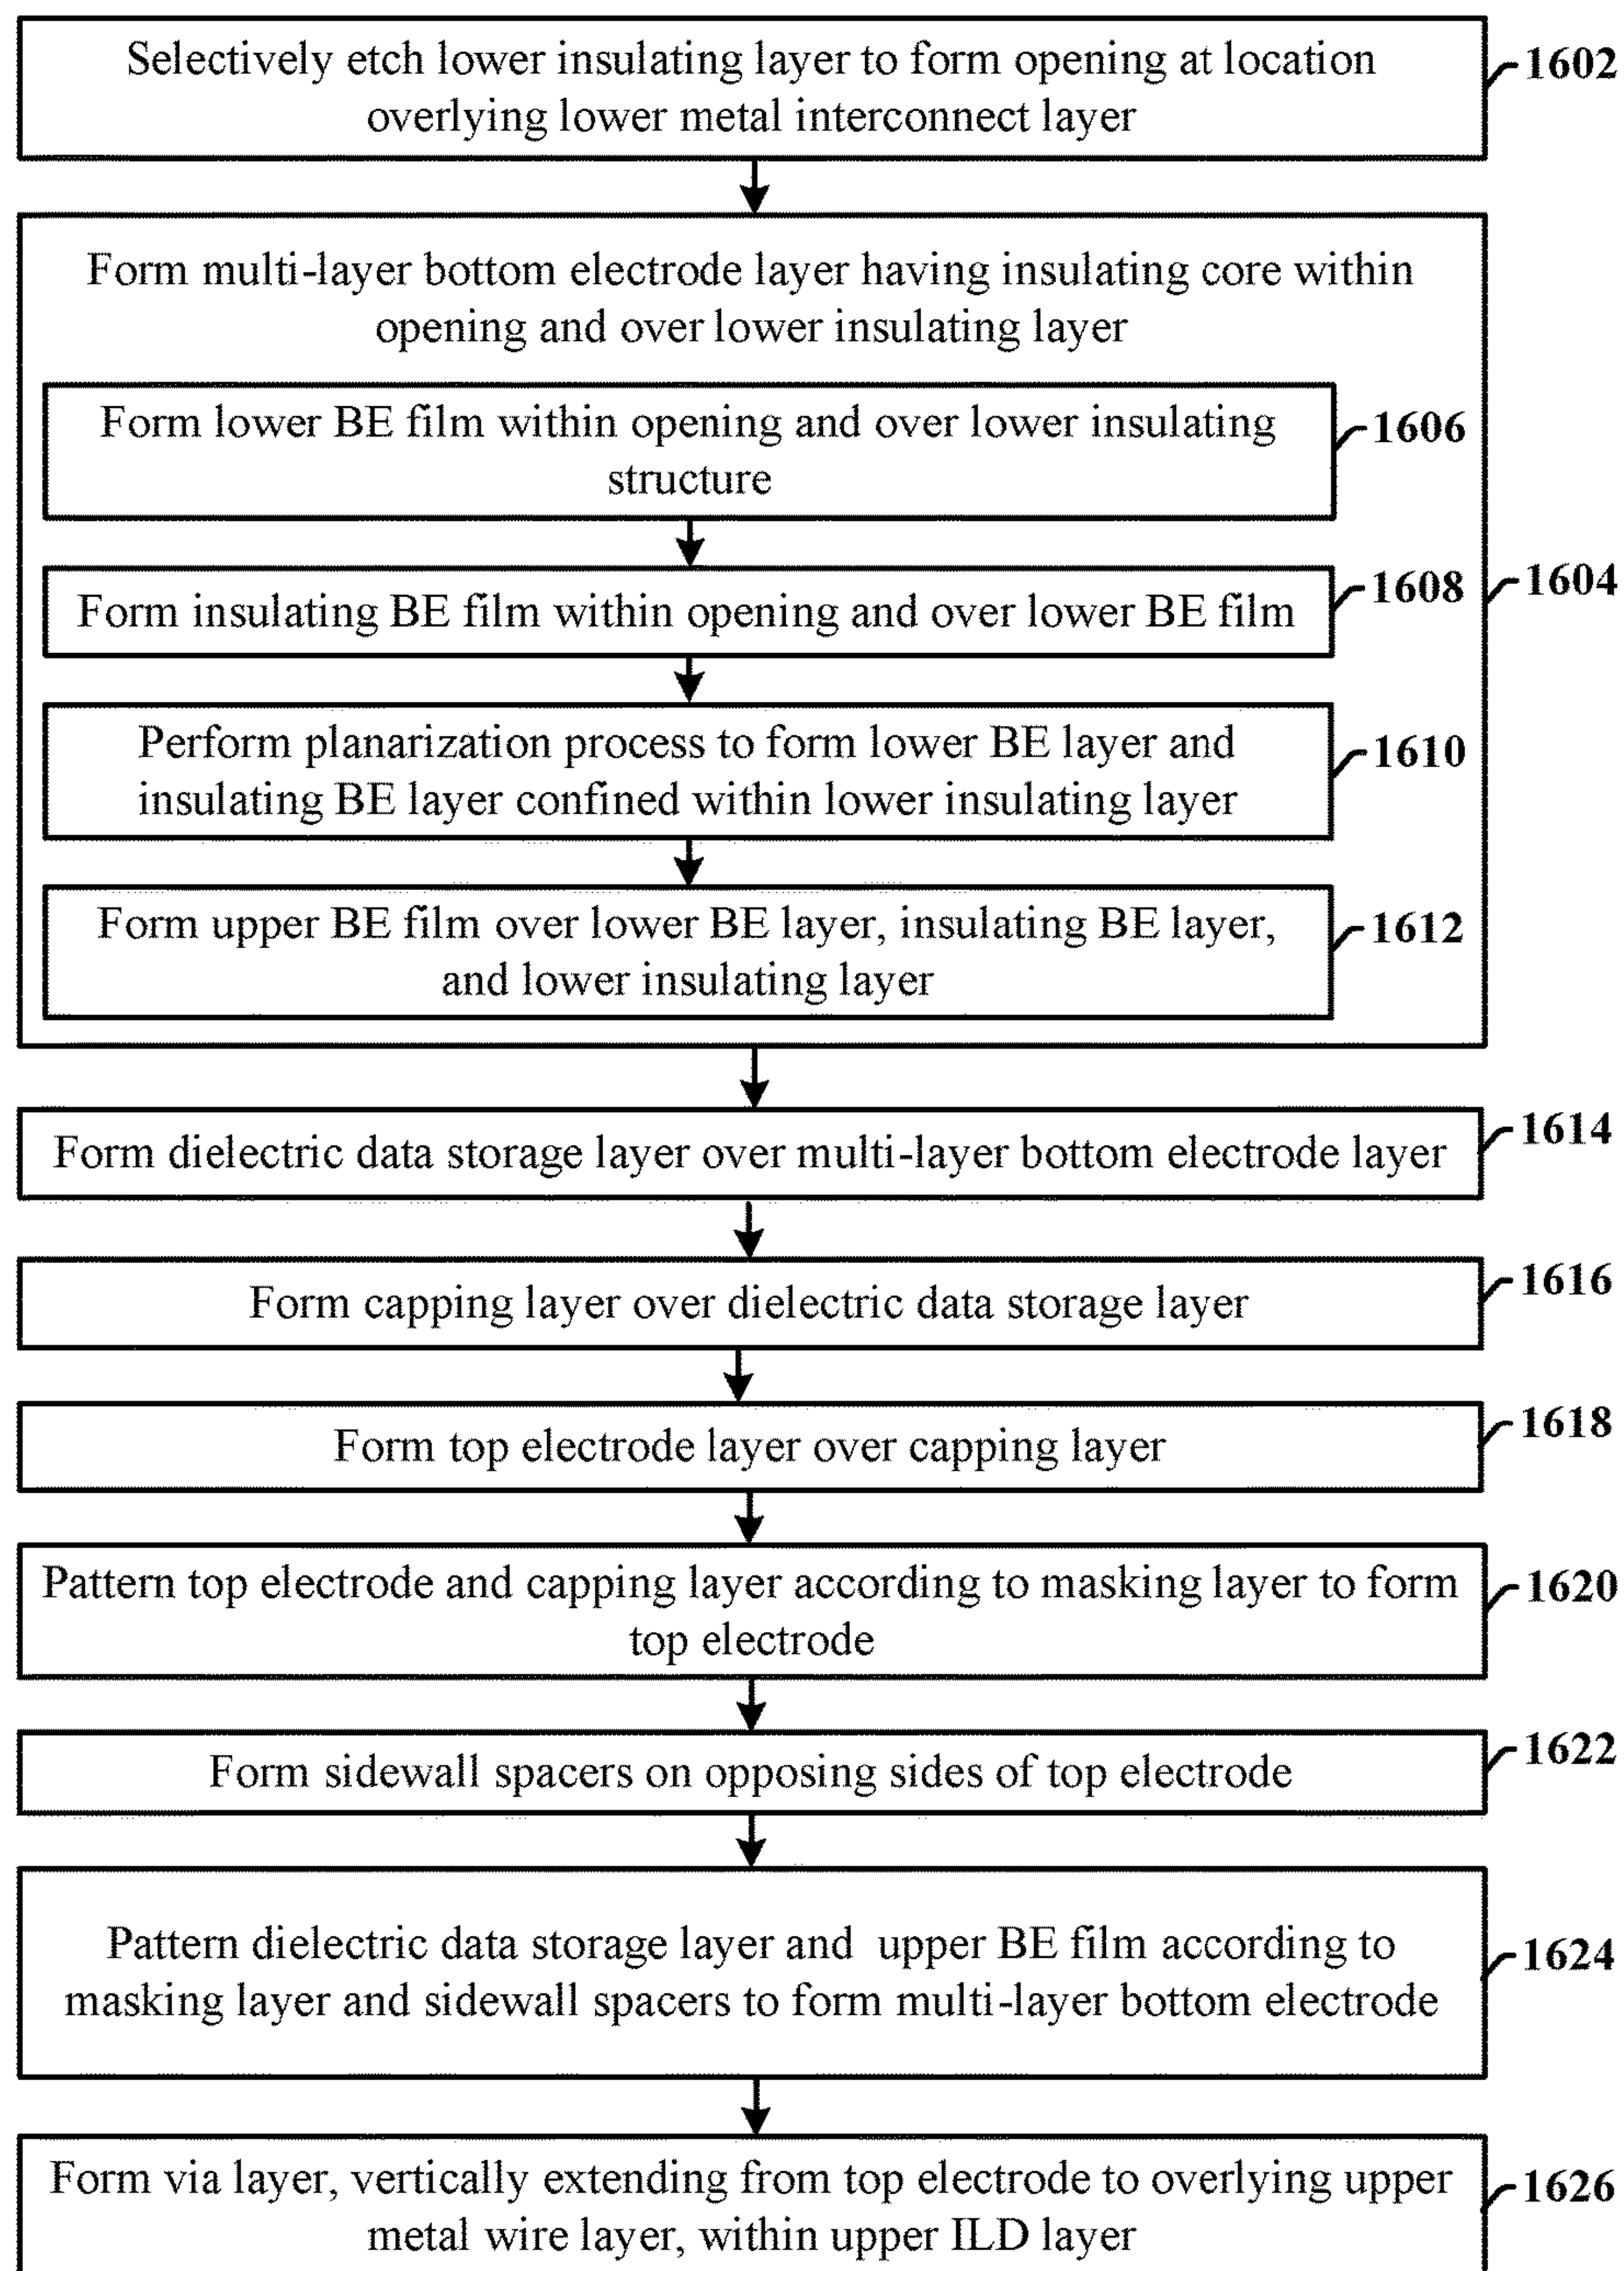 Selectively etch lower insulating layer to form opening at location
overlying lower metal interconnect layer
1602
Form multi-layer bottom electrode layer having insulating core within
opening and over lower insulating layer
1604
Form lower BE film within opening and over lower insulating
structure
1606
Form insulating BE film within opening and over lower BE film
1608
Perform planarization process to form lower BE layer and
insulating BE layer confined within lower insulating layer
1610
Form upper BE film over lower BE layer, insulating BE layer,
and lower insulating layer
1612
Form dielectric data storage layer over multi-layer bottom electrode layer
1614
Form capping layer over dielectric data storage layer
1616
Form top electrode layer over capping layer
1618
Pattern top electrode and capping layer according to masking layer to form
top electrode
1620
Form sidewall spacers on opposing sides of top electrode
1622
Pattern dielectric data storage layer and upper BE film according to
masking layer and sidewall spacers to form multi-layer bottom electrode
1624
Form via layer, vertically extending from top electrode to overlying upper
metal wire layer, within upper ILD layer
1626